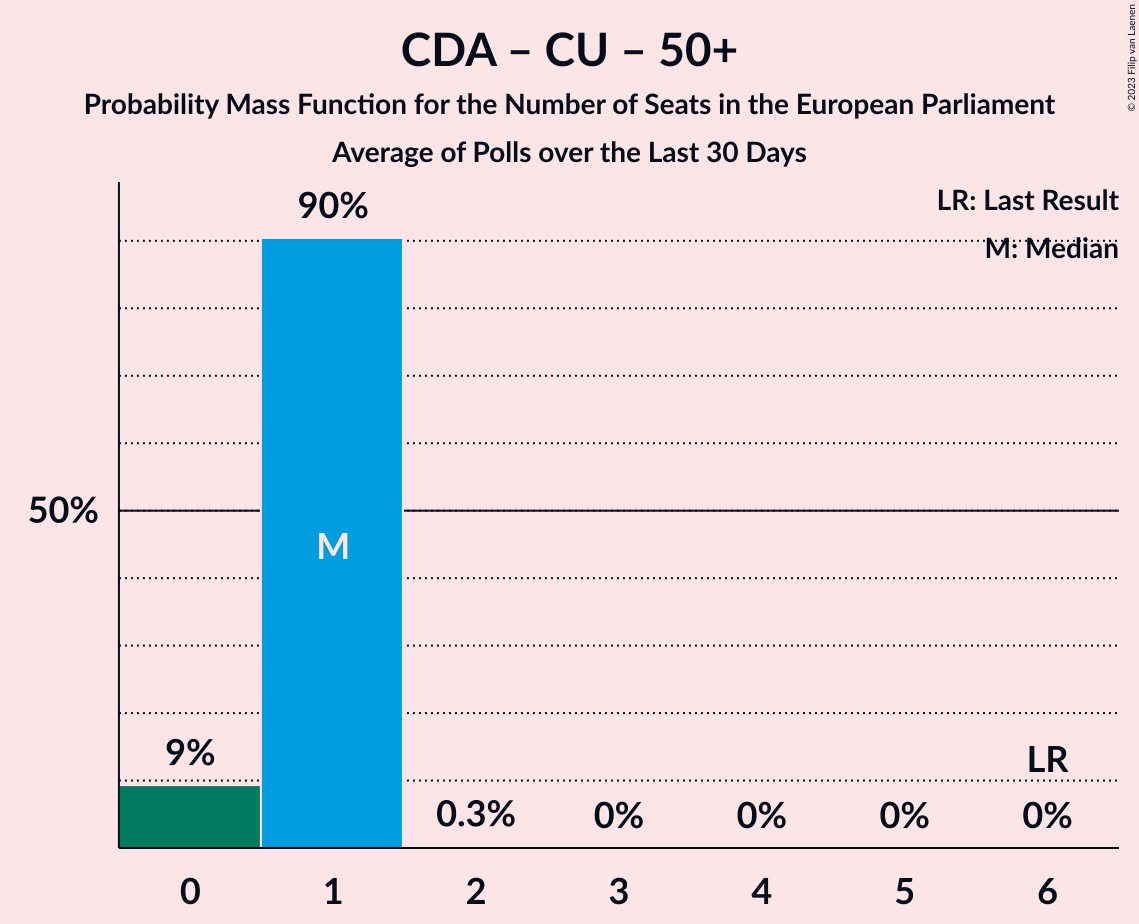 CDA – CU – 50+
Probability Mass Function for the Number of Seats in the European Parliament
Average of Polls over the Last 30 Days
© 2023 Filip van Laenen
LR: Last Result
M: Median
90%
50%
M
9%
0.3%
0%
0%
0%
LR
0%
0 1 2 3 4 5 6